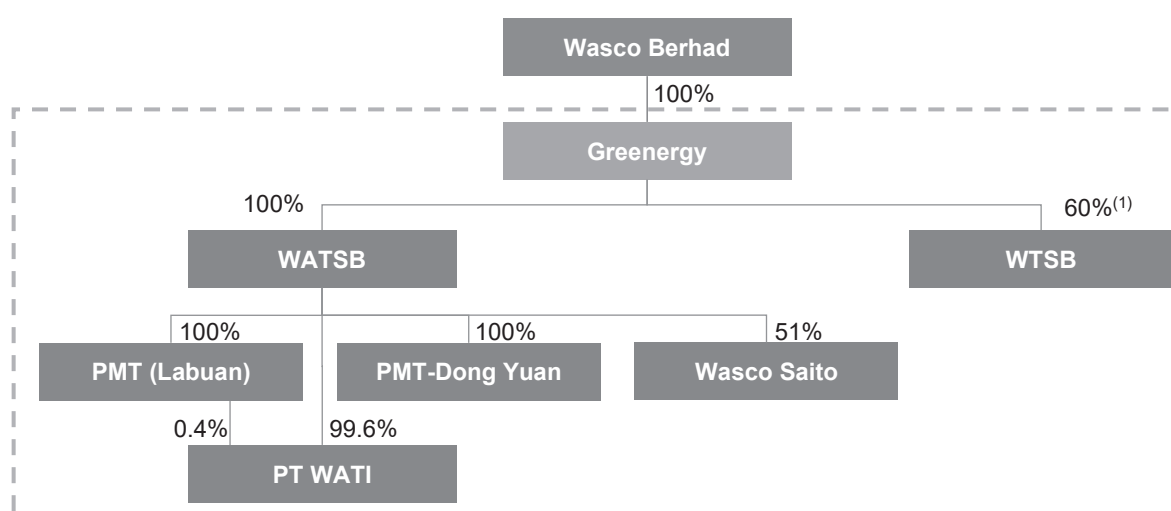 Wasco Berhad
100%
Greenergy
100%
60%(1)
WATSB
WTSB
100%
100%
51%
PMT (Labuan)
PMT-Dong Yuan
Wasco Saito
0.4%
99.6%
PT WATI